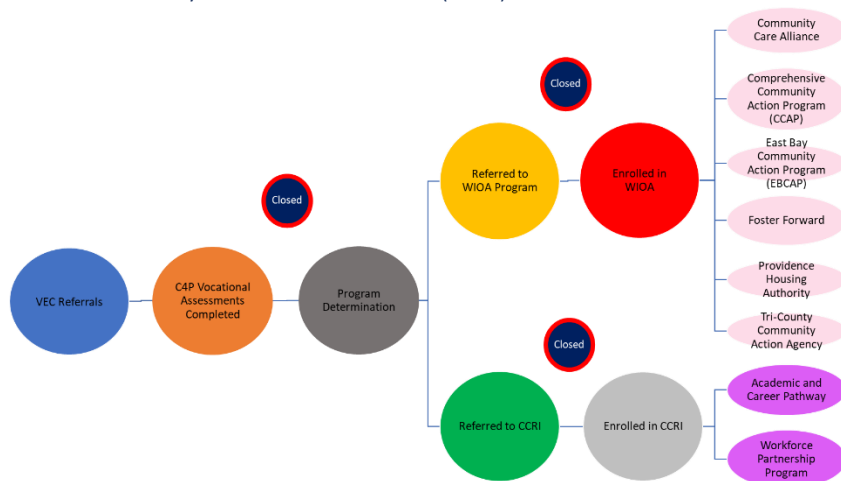 Community
Care Alliance
Closed
Comprehensive
Community
Action Program
(CCAP)
East Bay
Community
Action Program
(EBCAP)
Referred to
WIOA Program
Enrolled in
WIOA
Closed
Foster Forward
VEC Referrals
C4P Vocational
Assessments
Completed
Program
Determination
Providence
Housing
Authority
Tri-County
Community
Action Agency
Closed
Academic and
Career Pathway
Referred to CCRI
Enrolled in CCRI
Workforce
Partnership
Program